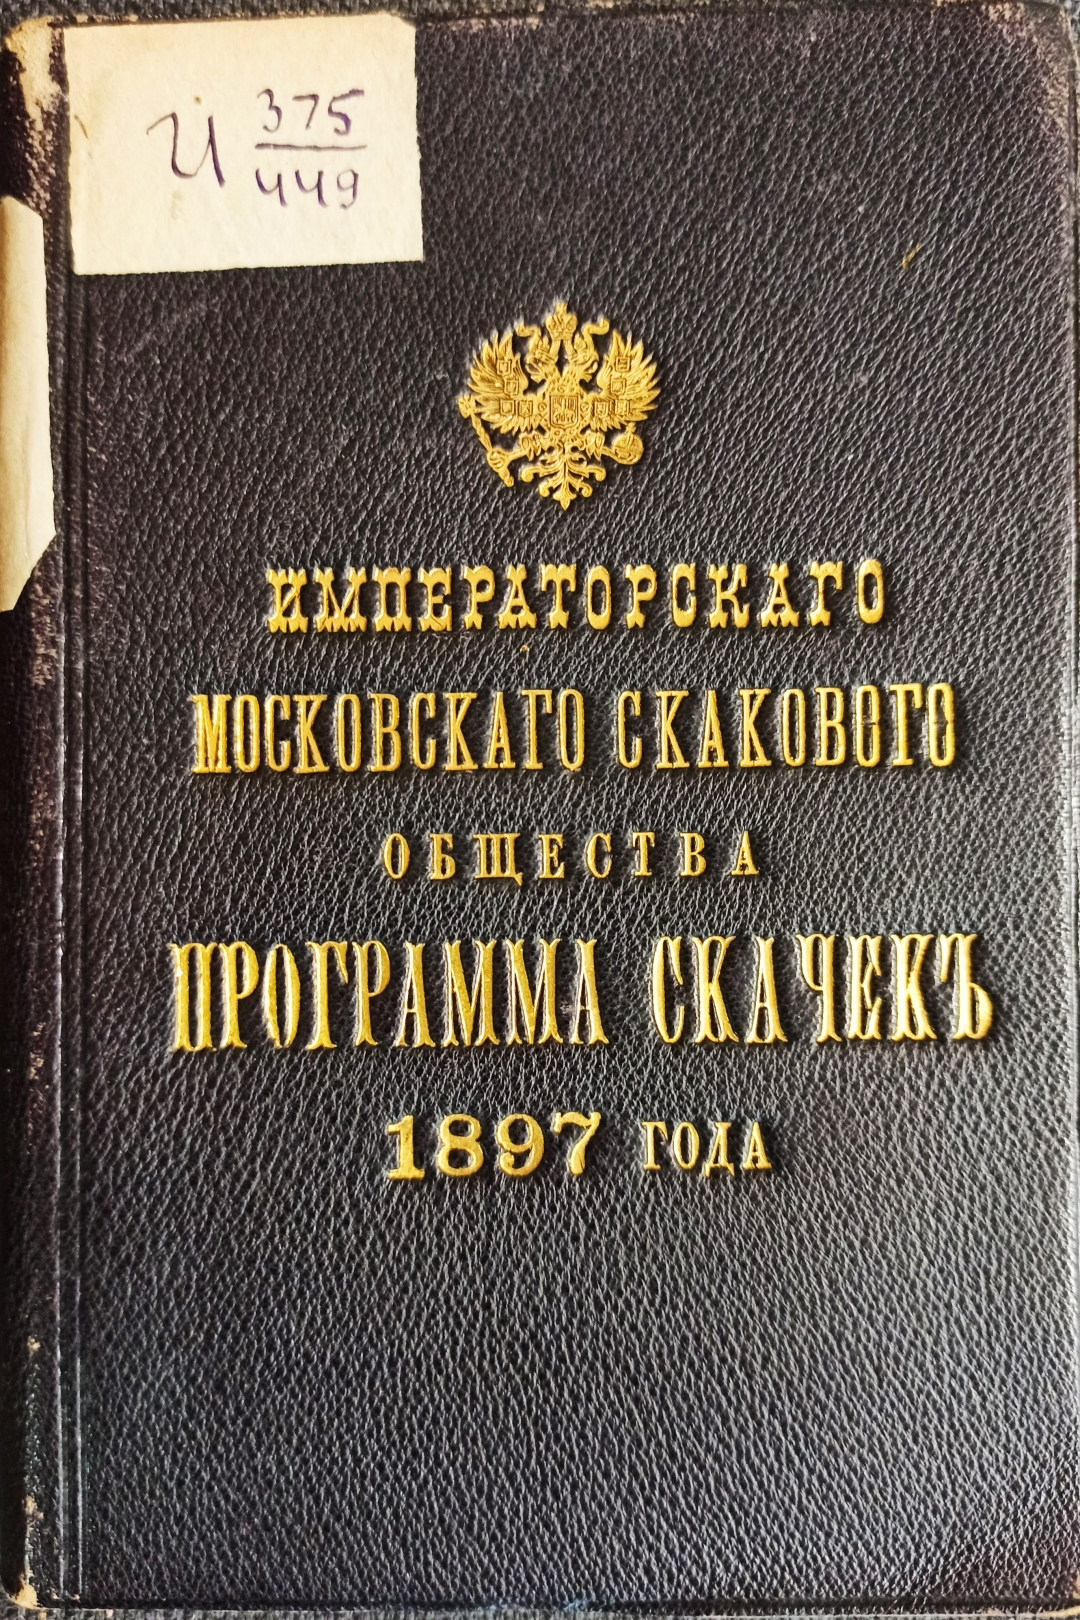 И 375
449
ИМПЕРАТОРСКАГО
МОСКОВСКАГО СКАКОВОГО
ОБЩЕСТВА
ПРОГРАММА СКАЧЕКЪ
1897 ГОДА